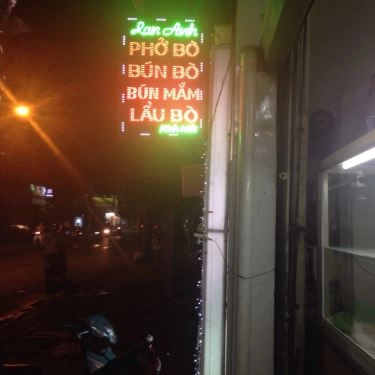 Lan Anh
PHỞ BÒ
BÚN BÒ
BÚN MẮM
LẨU BÒ